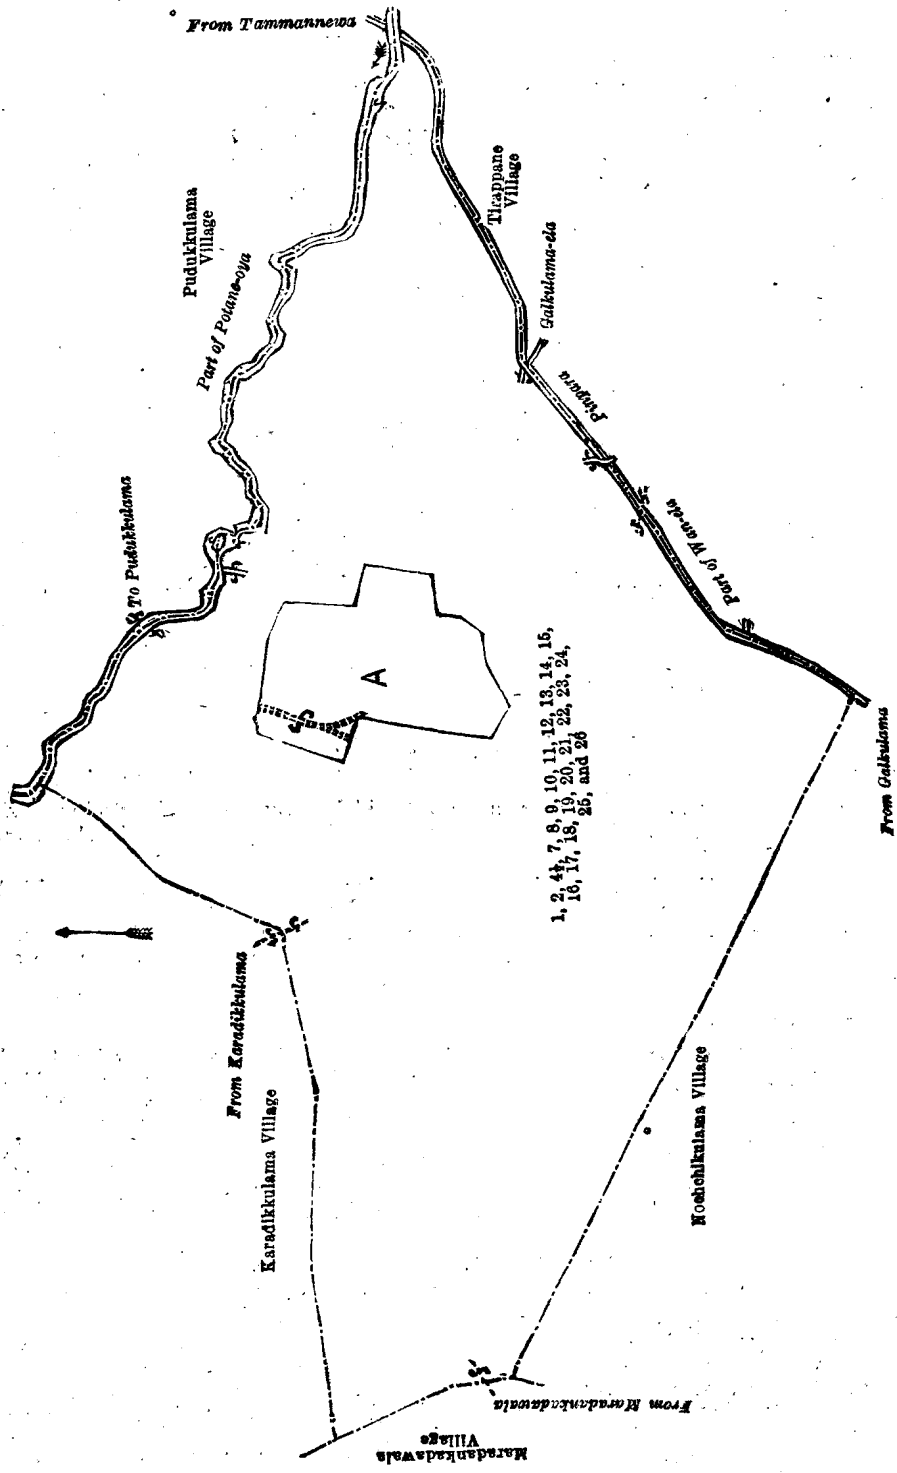 From Tammannewa
Pudukkulama
Village
Tirappane
Village
Part of Potane-oya
Galkulama-ela
Pinpara
To Pudukkulama
Part of Wan-ela
A
1, 2, 4½, 7, 8, 9, 10, 11, 12, 13, 14, 15,
16, 17, 18, 19, 20, 21, 22, 23, 24,
25, and 26
From Galkulama
From Karadikkulama
Karadikkulama Village
Nochchikulama Village
From Maradankadawala
Maradankadawala
Village